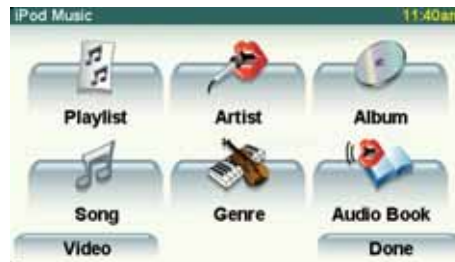 iPod Music 11:40am
Playlist Artist Album
Song Genre Audio Book
Video Done